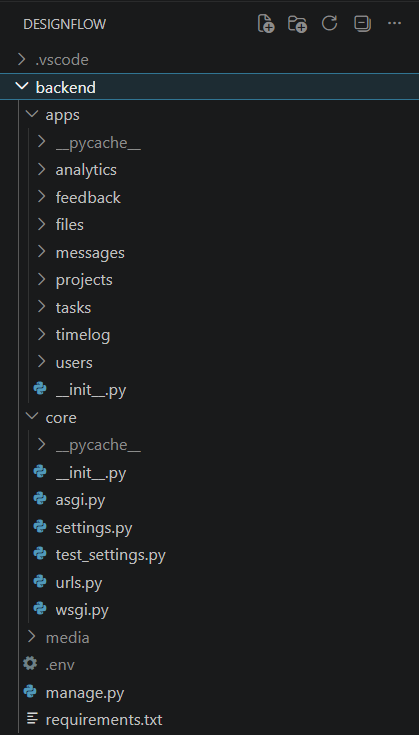 DESIGNFLOW
.vscode
backend
apps
__pycache__
analytics
feedback
files
messages
projects
tasks
timelog
users
__init__.py
core
__pycache__
__init__.py
asgi.py
settings.py
test_settings.py
urls.py
wsgi.py
media
.env
manage.py
requirements.txt